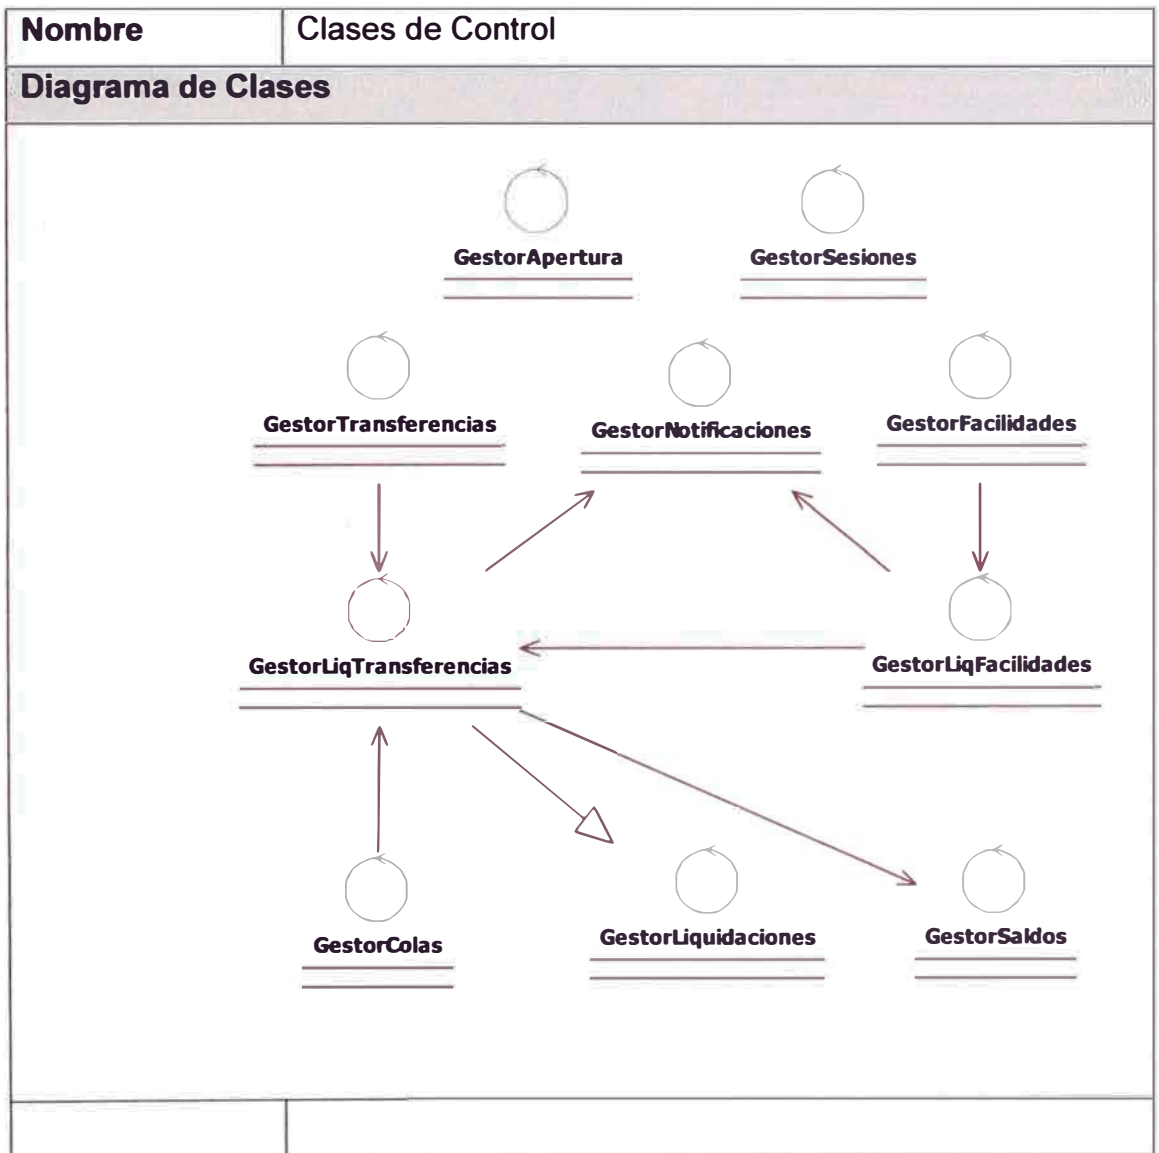 Nombre Clases de Control
Diagrama de Clases
GestorApertura GestorSesiones
GestorTransferencias GestorNotificaciones GestorFacilidades
GestorLiqTransferencias GestorLiqFacilidades
GestorColas GestorLiquidaciones GestorSaldos